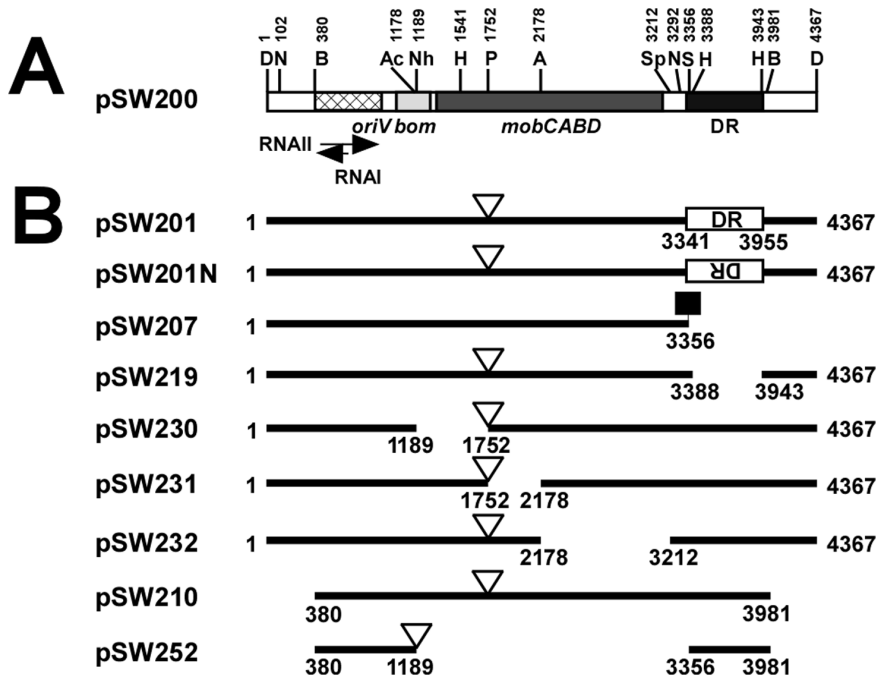 A
1 102 380 1178 1189 1541 1752 2178 3212 3292 3356 3388 3943 3981 4367
D N B Ac Nh H P A Sp N S H H B D
pSW200
oriV bom mobCABD DR
RNAII
RNAI
B
pSW201 1 DR 4367
3341 3955
pSW201N 1 DR 4367
pSW207
3356
pSW219 1 4367
3388 3943
pSW230 1 4367
1189 1752
pSW231 1 4367
1752 2178
pSW232 1 4367
2178 3212
pSW210
380 3981
pSW252
380 1189 3356 3981